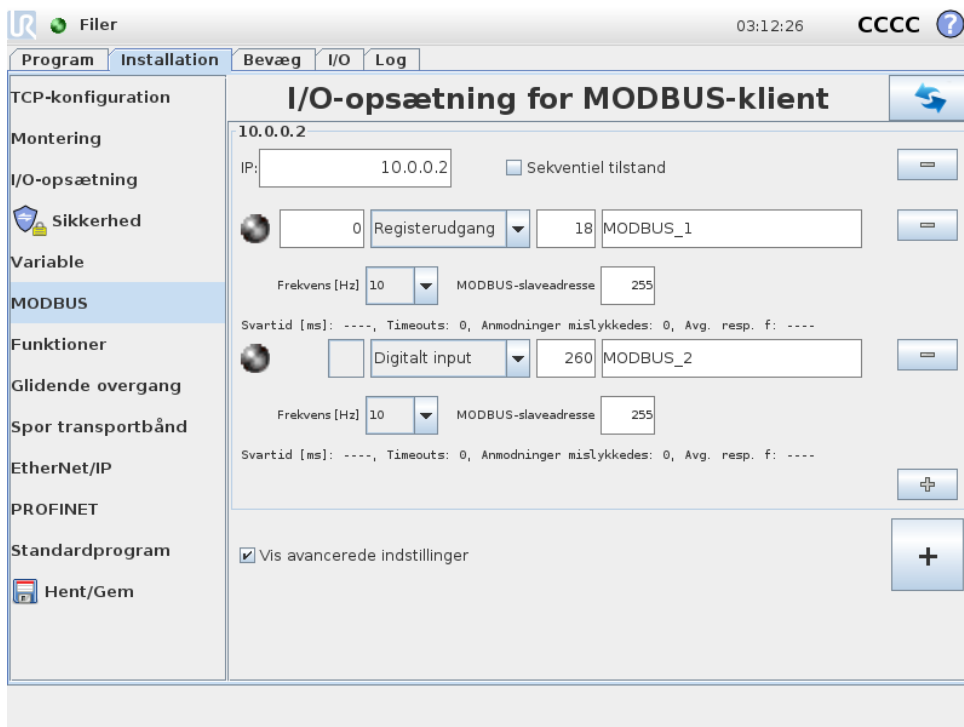 UR Filer 03:12:26 CCCC ?
Program Installation Bevæg I/O Log
TCP-konfiguration
Montering
I/O-opsætning
Sikkerhed
Variable
MODBUS
Funktioner
Glidende overgang
Spor transportbånd
EtherNet/IP
PROFINET
Standardprogram
Hent/Gem
I/O-opsætning for MODBUS-klient
10.0.0.2
IP: 10.0.0.2 Sekventiel tilstand
0 Registerudgang 18 MODBUS_1
Frekvens [Hz] 10 MODBUS-slaveadresse 255
Svartid [ms]: ----, Timeouts: 0, Anmodninger mislykkedes: 0, Avg. resp. f: ----
Digitalt input 260 MODBUS_2
Frekvens [Hz] 10 MODBUS-slaveadresse 255
Svartid [ms]: ----, Timeouts: 0, Anmodninger mislykkedes: 0, Avg. resp. f: ----
Vis avancerede indstillinger